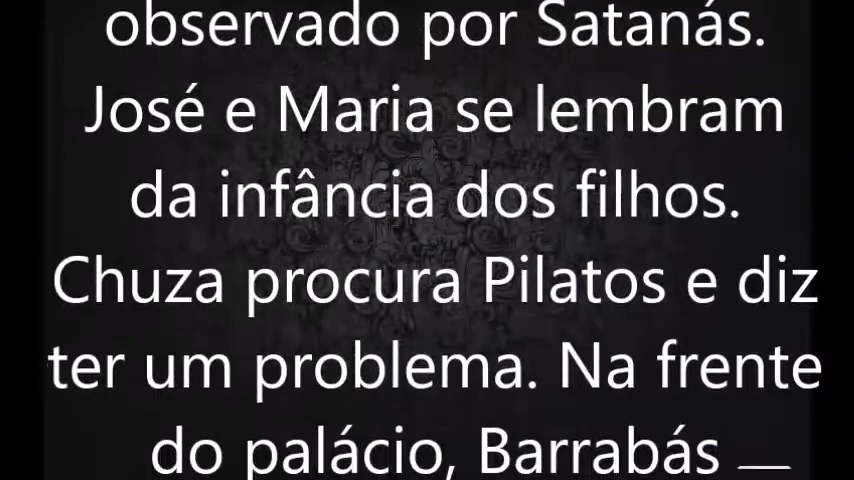 observado por Satanás.
José e Maria se lembram
da infância dos filhos.
Chuza procura Pilatos e diz
ter um problema. Na frente
do palácio, Barrabás